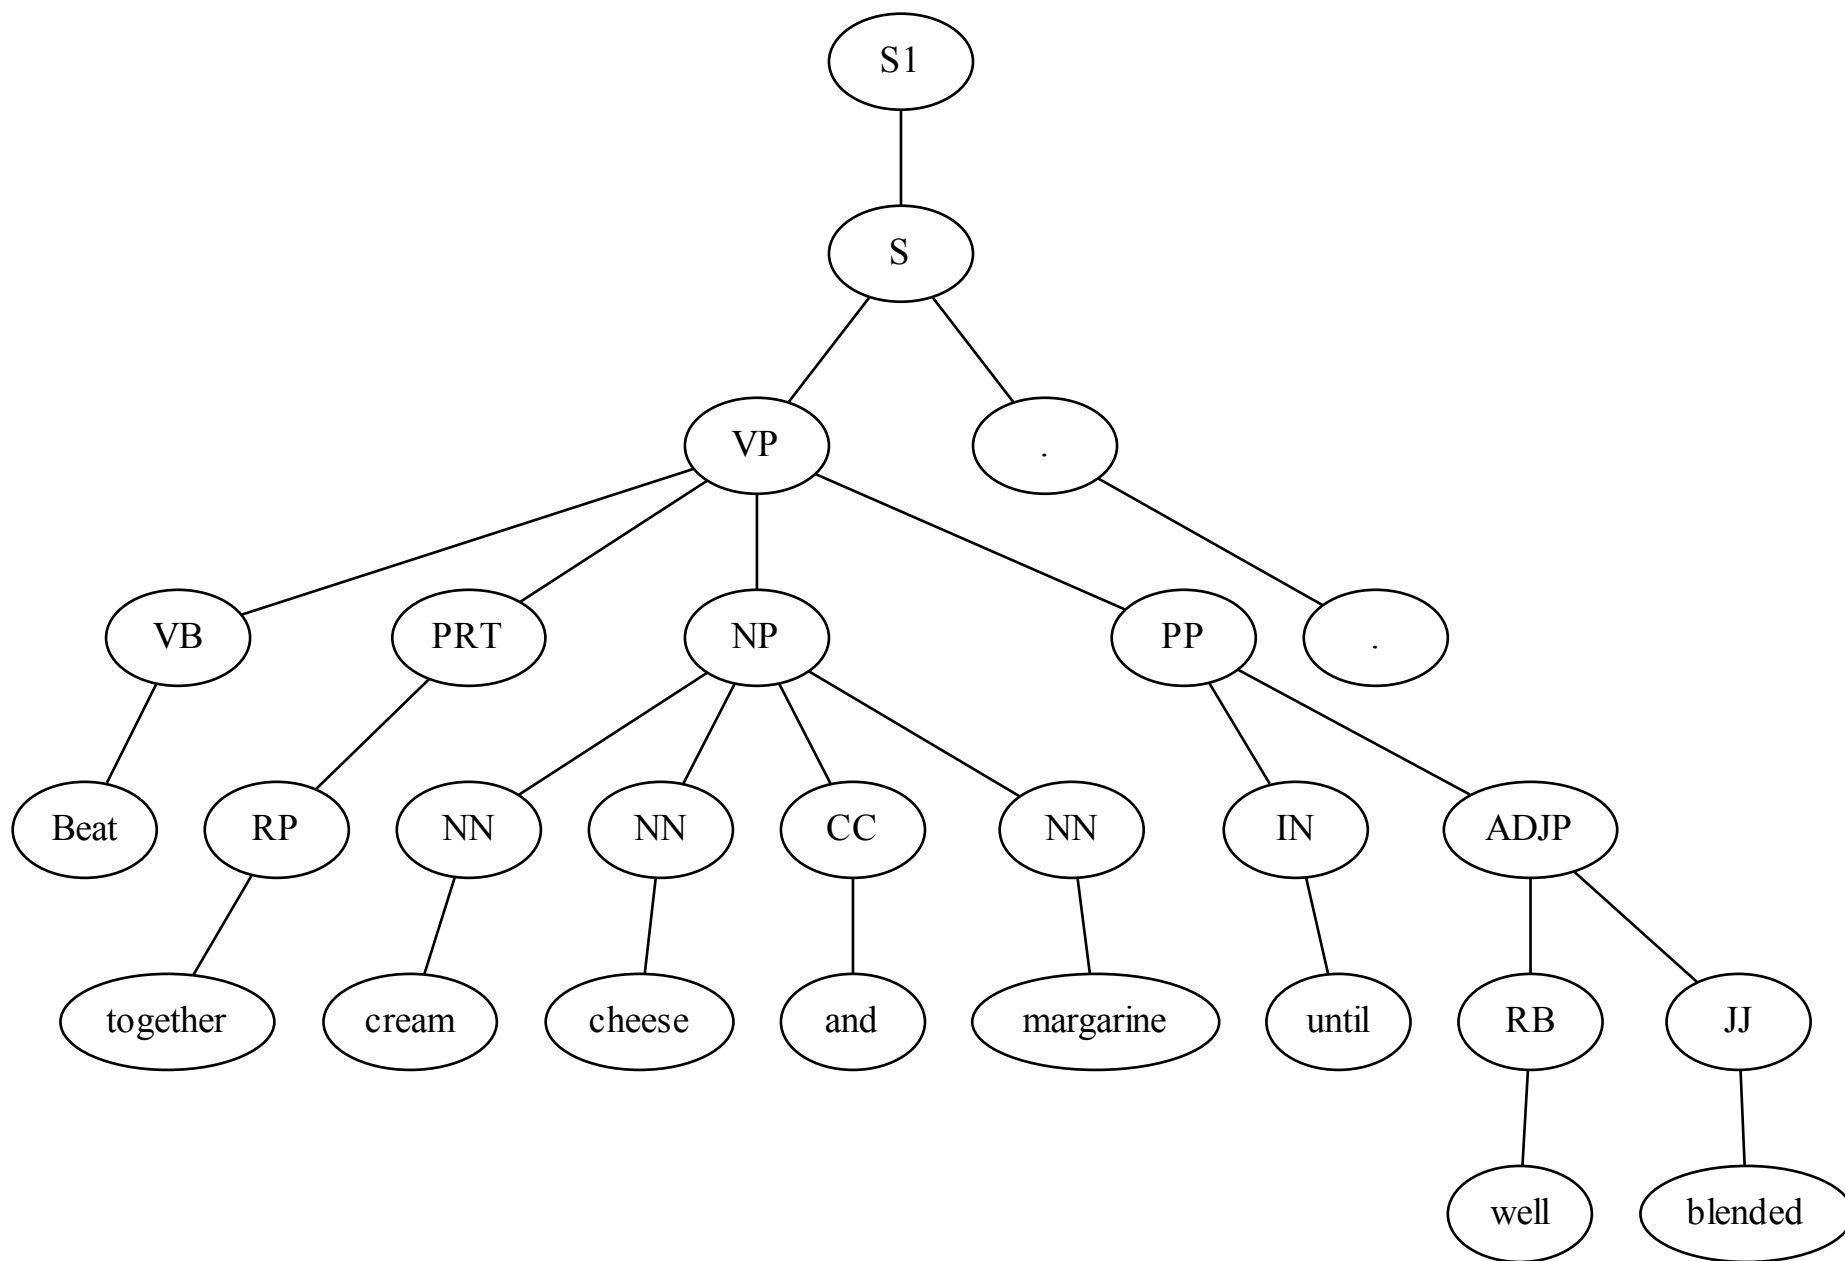 S1
S
VP .
VB PRT NP PP .
Beat RP NN NN CC NN IN ADJP
together cream cheese and margarine until RB JJ
well blended